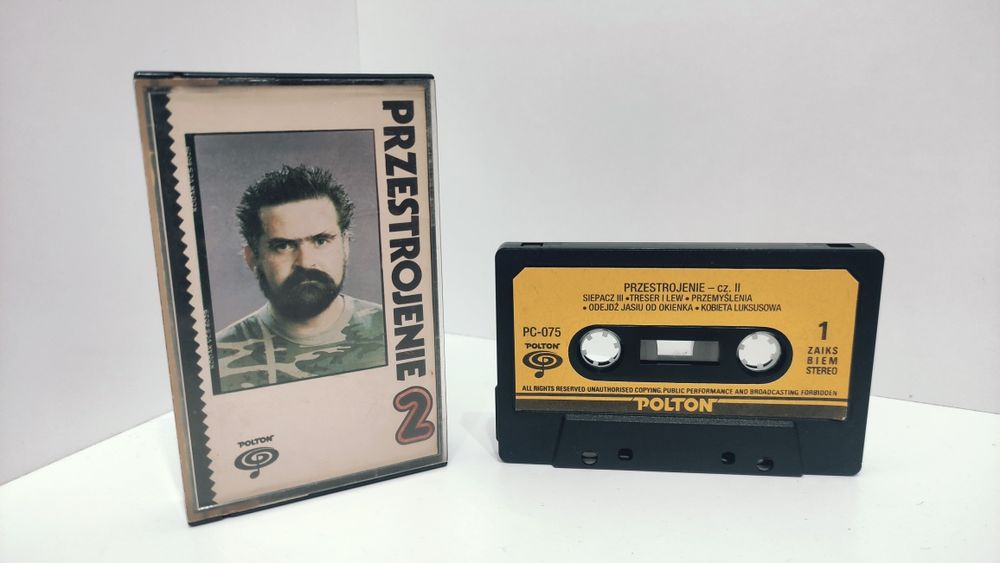 PRZESTROJENIE 2
POLTON
PRZESTROJENIE – cz. II
SIEPACZ III • TRESER I LEW • PRZEMYŚLENIA
• ODEJDŹ JASIU OD OKIENKA • KOBIETA LUKSUSOWA
PC-075
1
POLTON
ZAIKS
BIEM
STEREO
ALL RIGHTS RESERVED UNAUTHORISED COPYING, PUBLIC PERFORMANCE AND BROADCASTING FORBIDDEN
POLTON